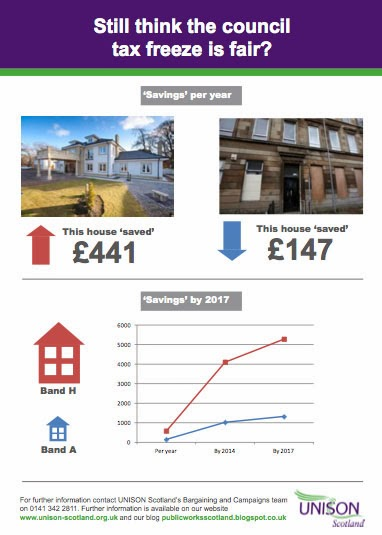 Still think the council
tax freeze is fair?
‘Savings’ per year
This house ‘saved’
£441
This house ‘saved’
£147
‘Savings’ by 2017
Band H
Band A
6000
5000
4000
3000
2000
1000
0
Per year
By 2014
By 2017
For further information contact UNISON Scotland's Bargaining and Campaigns team
on 0141 342 2811. Further information is available on our website
www.unison-scotland.org.uk and our blog publicworksscotland.blogspot.co.uk
UNISON
Scotland